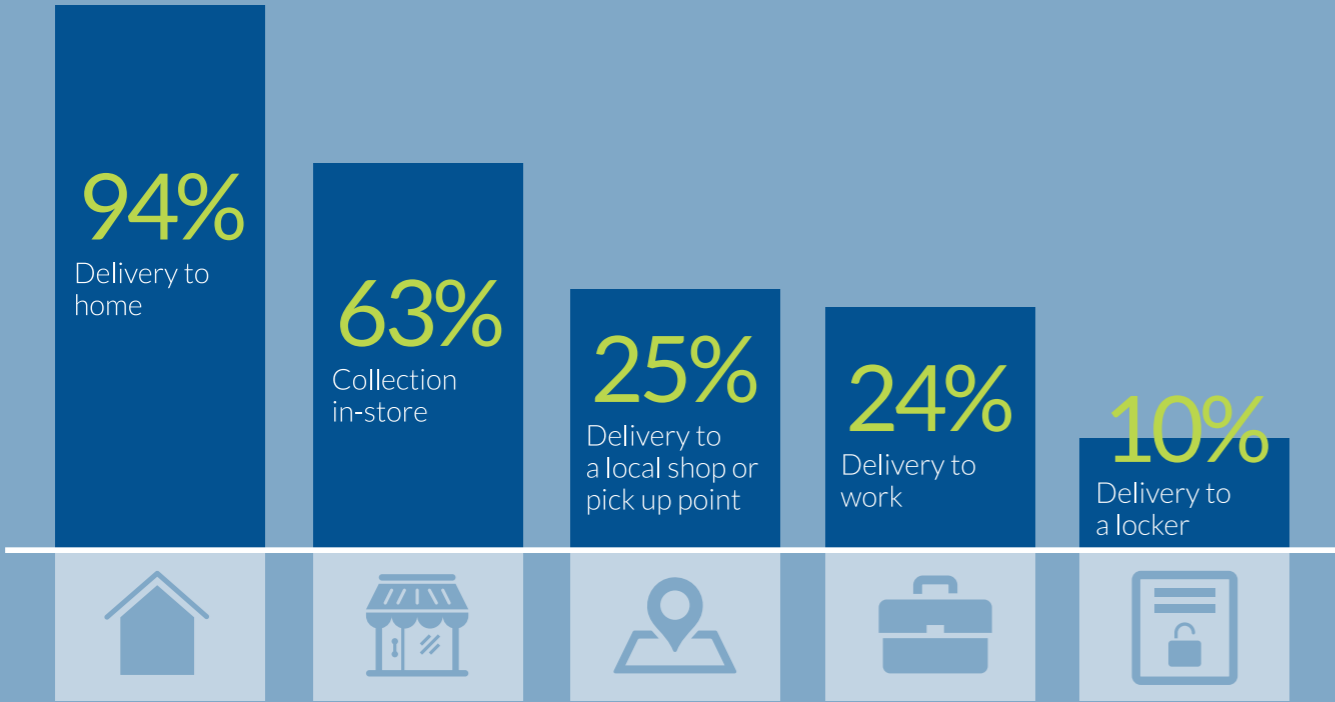 94%
Delivery to
home
63%
Collection
in-store
25%
Delivery to
a local shop or
pick up point
24%
Delivery to
work
10%
Delivery to
a locker